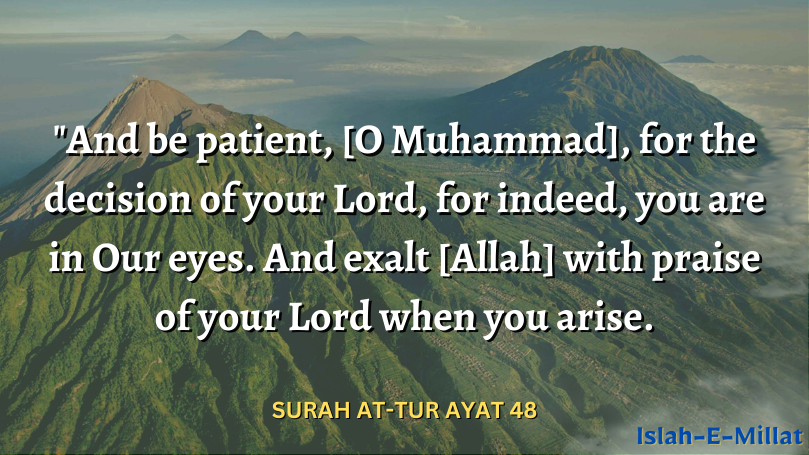 "And be patient, [O Muhammad], for the
decision of your Lord, for indeed, you are
in Our eyes. And exalt [Allah] with praise
of your Lord when you arise.
SURAH AT-TUR AYAT 48
Islah-E-Millat